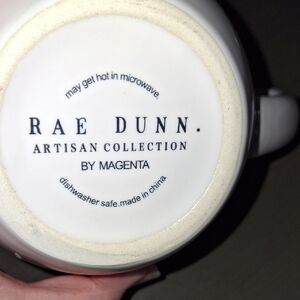 may get hot in microwave.
RAE DUNN.
ARTISAN COLLECTION
BY MAGENTA
dishwasher safe.made in china.